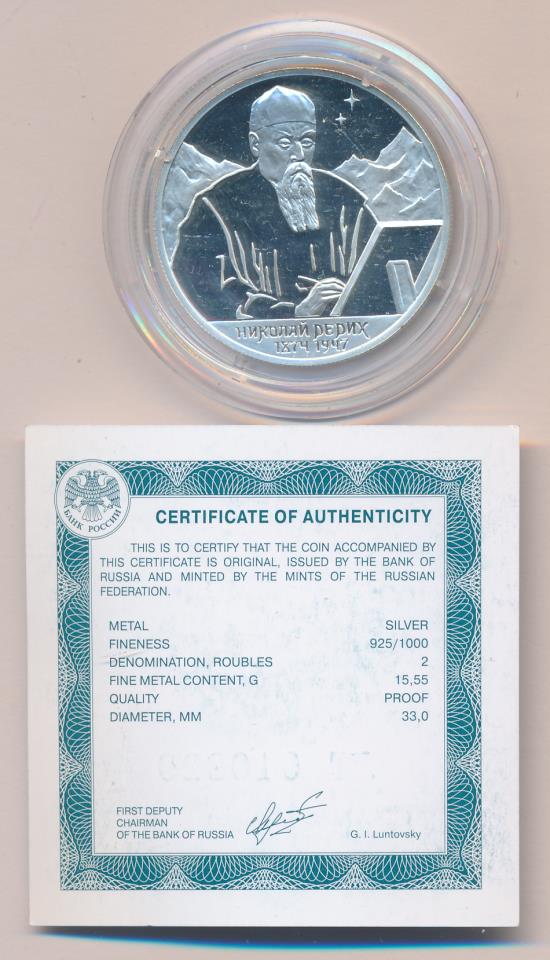 НИКОЛАЙ РЕРИХ
1874 1947
БАНК РОССИИ
CERTIFICATE OF AUTHENTICITY
THIS IS TO CERTIFY THAT THE COIN ACCOMPANIED BY
THIS CERTIFICATE IS ORIGINAL, ISSUED BY THE BANK OF
RUSSIA AND MINTED BY THE MINTS OF THE RUSSIAN
FEDERATION.
METAL SILVER
FINENESS 925/1000
DENOMINATION, ROUBLES 2
FINE METAL CONTENT, G 15,55
QUALITY PROOF
DIAMETER, MM 33,0
FIRST DEPUTY
CHAIRMAN
OF THE BANK OF RUSSIA G. I. Luntovsky